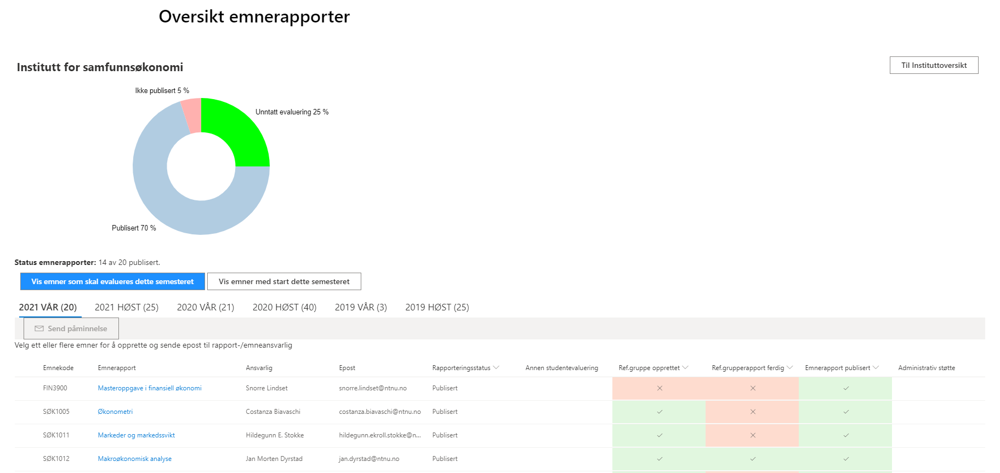 Oversikt emnerapporter
Institutt for samfunnsøkonomi
Til Instituttoversikt
Ikke publisert 5 %
Unntatt evaluering 25 %
Publisert 70 %
Status emnerapporter: 14 av 20 publisert.
Vis emner som skal evalueres dette semesteret
Vis emner med start dette semesteret
2021 VÅR (20) 2021 HØST (25) 2020 VÅR (21) 2020 HØST (40) 2019 VÅR (3) 2019 HØST (25)
Send påminnelse
Velg ett eller flere emner for å opprette og sende epost til rapport-/emneansvarlig
Emnekode Emnerapport Ansvarlig Epost Rapporteringsstatus Annen studentevaluering Ref.gruppe opprettet Ref.grupperapport ferdig Emnerapport publisert Administrativ støtte
FIN3900 Masteroppgave i finansiell økonomi Snorre Lindset snorre.lindset@ntnu.no Publisert
SØK1005 Økonometri Costanza Biavaschi costanza.biavaschi@ntnu.no Publisert
SØK1011 Markeder og markedssvikt Hildegunn E. Stokke hildegunn.ekroll.stokke@n... Publisert
SØK1012 Makroøkonomisk analyse Jan Morten Dyrstad jan.dyrstad@ntnu.no Publisert